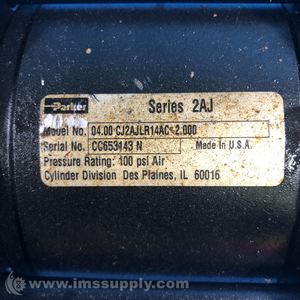 Parker
Series 2AJ
Model No. 04.00 CJ2AJLR14AC 2.000
Serial No. CC653143 N Made In U.S.A.
Pressure Rating: 100 psi Air
Cylinder Division Des Plaines, IL 60016
www.imssupply.com